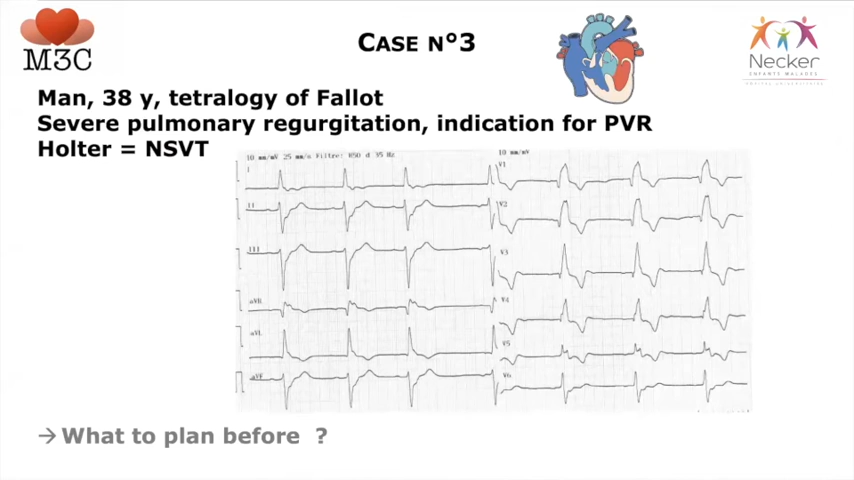 M3C
CASE N°3
Necker
ENFANTS MALADES
Man, 38 y, tetralogy of Fallot
Severe pulmonary regurgitation, indication for PVR
Holter = NSVT
10 mm/mV 25 mm/s Filtre: H50 d 35 Hz
10 mm/mV
I
II
III
aVR
aVL
aVF
V1
V2
V3
V4
V5
V6
→ What to plan before ?